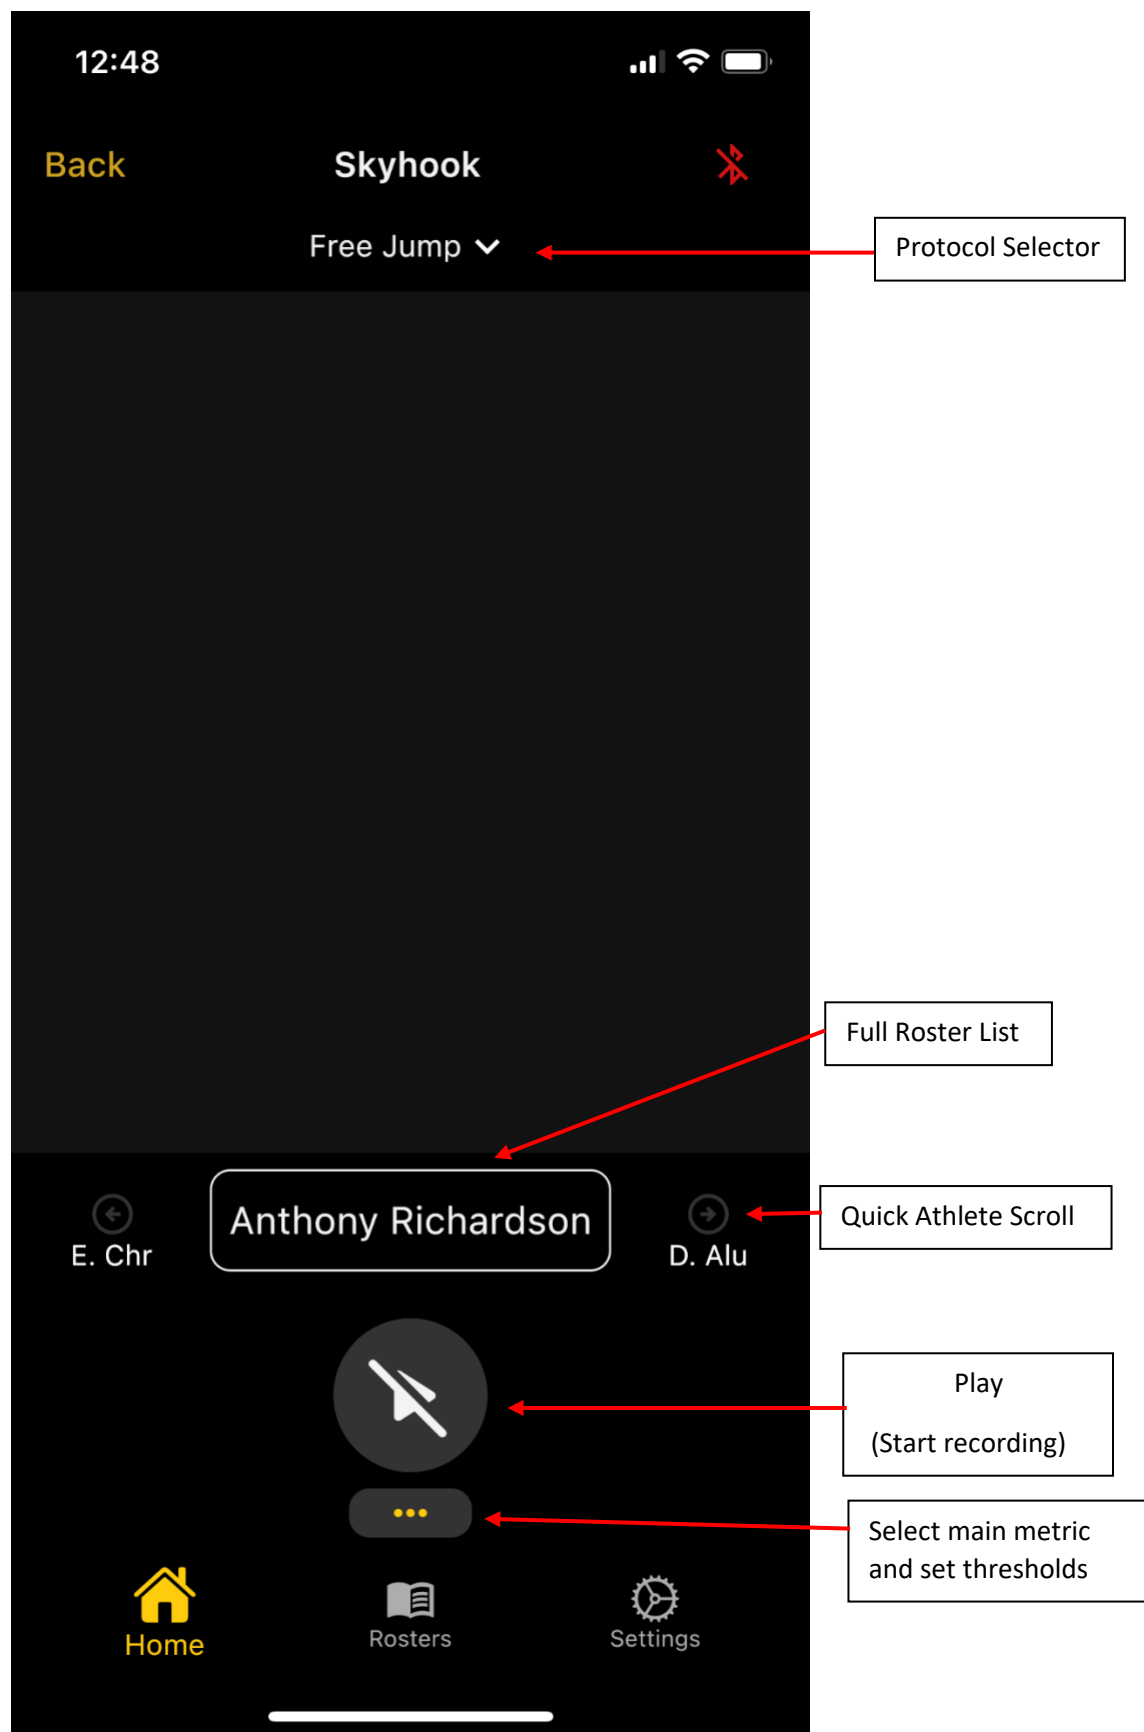 12:48
Back
Skyhook
Free Jump
Protocol Selector
Full Roster List
E. Chr
Anthony Richardson
D. Alu
Quick Athlete Scroll
Play
(Start recording)
Select main metric
and set thresholds
Home
Rosters
Settings